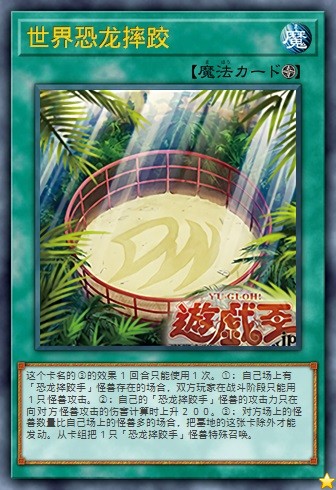 世界恐龙摔跤
魔
【魔法カード】
DW
YU-GI-OH!
遊戯王.jp
这个卡名的②的效果1回合只能使用1次。①：自己场上有
「恐龙摔跤手」怪兽存在的场合，双方玩家在战斗阶段只能用
1只怪兽攻击。②：自己的「恐龙摔跤手」怪兽的攻击力只在
向对方怪兽攻击的伤害计算时上升200。③：对方场上的怪
兽数量比自己场上的怪兽多的场合，把墓地的这张卡除外才能
发动。从卡组把1只「恐龙摔跤手」怪兽特殊召唤。